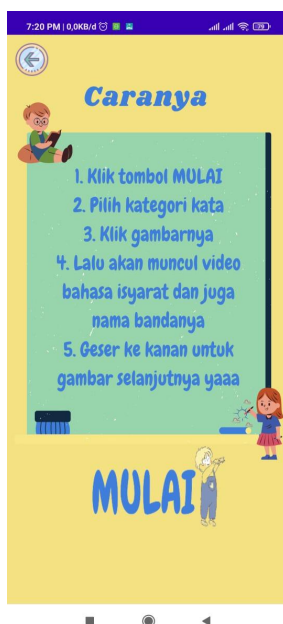 7:20 PM | 0,0KB/d
79
Caranya
1. Klik tombol MULAI
2. Pilih kategori kata
3. Klik gambarnya
4. Lalu akan muncul video
bahasa isyarat dan juga
nama bandanya
5. Geser ke kanan untuk
gambar selanjutnya yaaa
MULAI